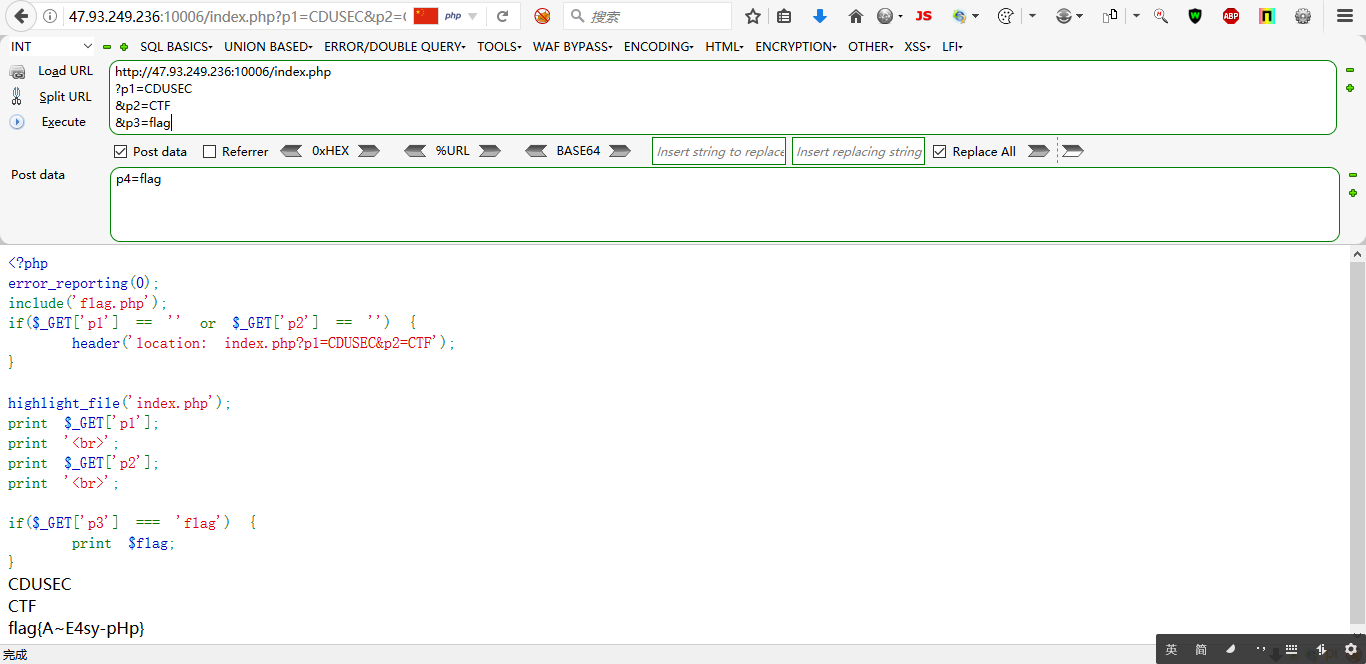 47.93.249.236:10006/index.php?p1=CDUSEC&p2=
php
搜索
JS
ABP
INT
SQL BASICS
UNION BASED
ERROR/DOUBLE QUERY
TOOLS
WAF BYPASS
ENCODING
HTML
ENCRYPTION
OTHER
XSS
LFI
Load URL
Split URL
Execute
http://47.93.249.236:10006/index.php
?p1=CDUSEC
&p2=CTF
&p3=flag
Post data
Referrer
0xHEX
%URL
BASE64
Insert string to replace
Insert replacing string
Replace All
Post data
p4=flag
<?php
error_reporting(0);
include('flag.php');
if($_GET['p1'] == '' or $_GET['p2'] == '') {
header('location: index.php?p1=CDUSEC&p2=CTF');
}
highlight_file('index.php');
print $_GET['p1'];
print '<br>';
print $_GET['p2'];
print '<br>';
if($_GET['p3'] === 'flag') {
print $flag;
}
CDUSEC
CTF
flag{A~E4sy-pHp}
完成
英 简